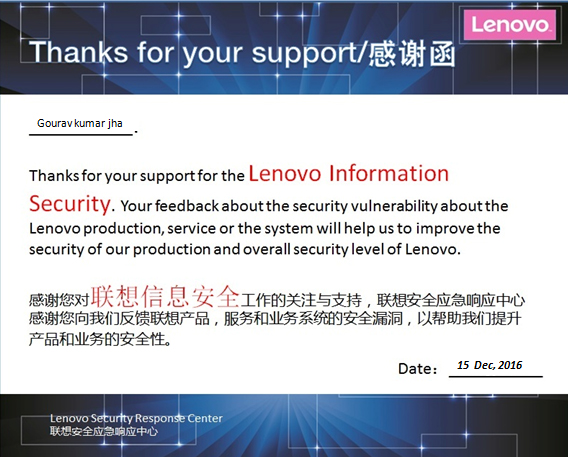 Lenovo
Thanks for your support/感谢函
Gourav kumar jha .
Thanks for your support for the Lenovo Information
Security. Your feedback about the security vulnerability about the
Lenovo production, service or the system will help us to improve the
security of our production and overall security level of Lenovo.
感谢您对联想信息安全工作的关注与支持，联想安全应急响应中心
感谢您向我们反馈联想产品，服务和业务系统的安全漏洞，以帮助我们提升
产品和业务的安全性。
Date： 15 Dec, 2016
Lenovo Security Response Center
联想安全应急响应中心